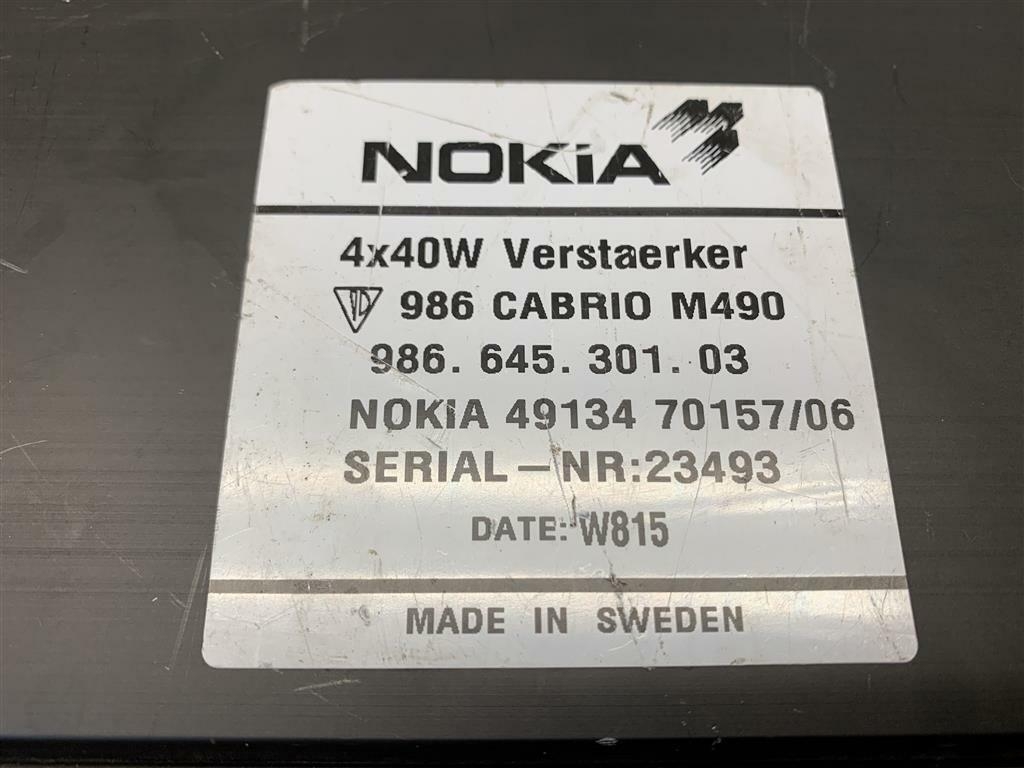 NOKiA
4x40W Verstaerker
986 CABRIO M490
986. 645. 301. 03
NOKIA 49134 70157/06
SERIAL - NR:23493
DATE: W815
MADE IN SWEDEN